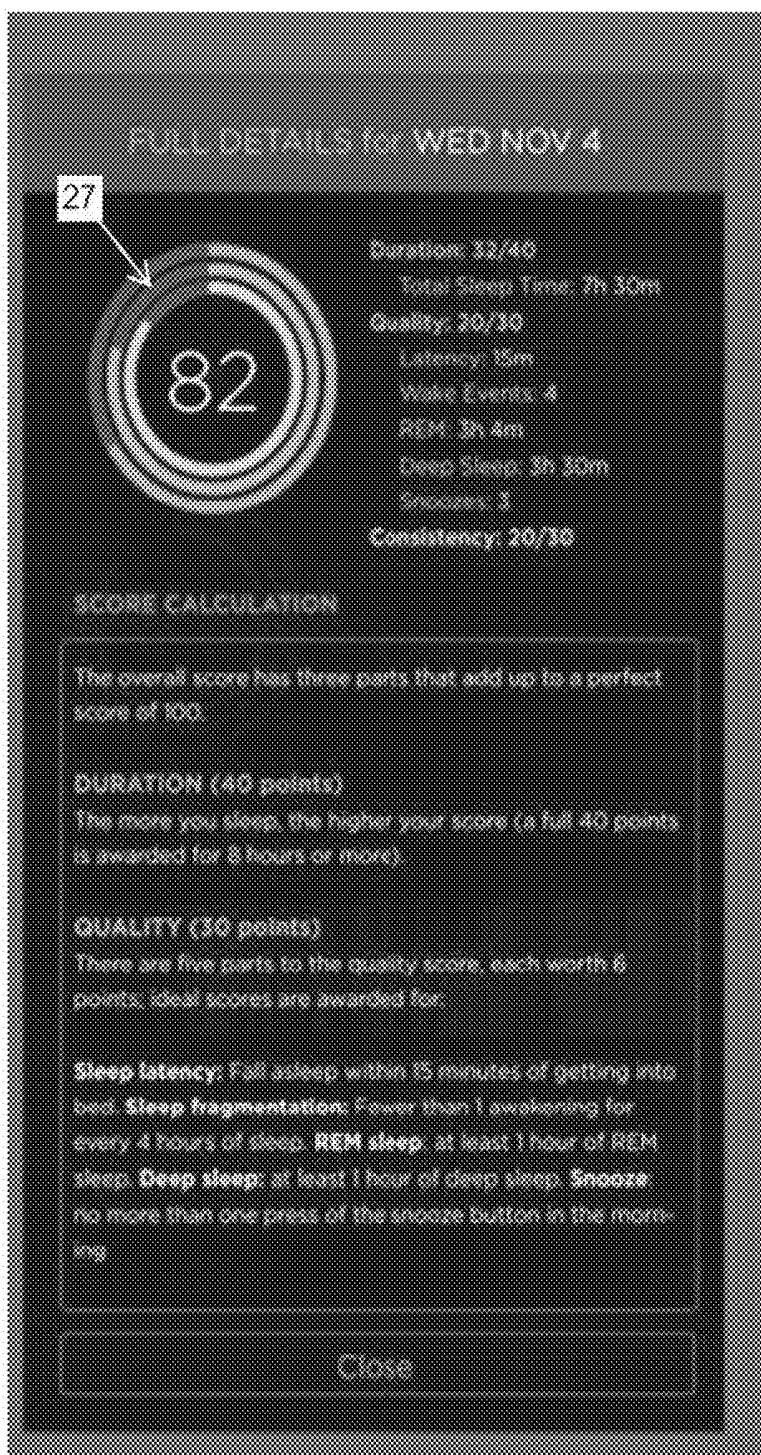 FULL DETAILS for WED NOV 4
27
82
Duration: 32/40
Total Sleep Time: 7h 30m
Quality: 20/30
Latency: 15m
Wake Events: 4
REM: 3h 4m
Deep Sleep: 3h 30m
Snoozes: 3
Consistency: 20/30
SCORE CALCULATION
The overall score has three parts that add up to a perfect
score of 100.
DURATION (40 points)
The more you sleep, the higher your score (a full 40 points
is awarded for 8 hours or more).
QUALITY (30 points)
There are five parts to the quality score, each worth 6
points, ideal scores are awarded for:
Sleep latency: Fall asleep within 15 minutes of getting into
bed. Sleep fragmentation: Fewer than 1 awakening for
every 4 hours of sleep. REM sleep: at least 1 hour of REM
sleep. Deep sleep: at least 1 hour of deep sleep. Snooze:
no more than one press of the snooze button in the morn-
ing
Close